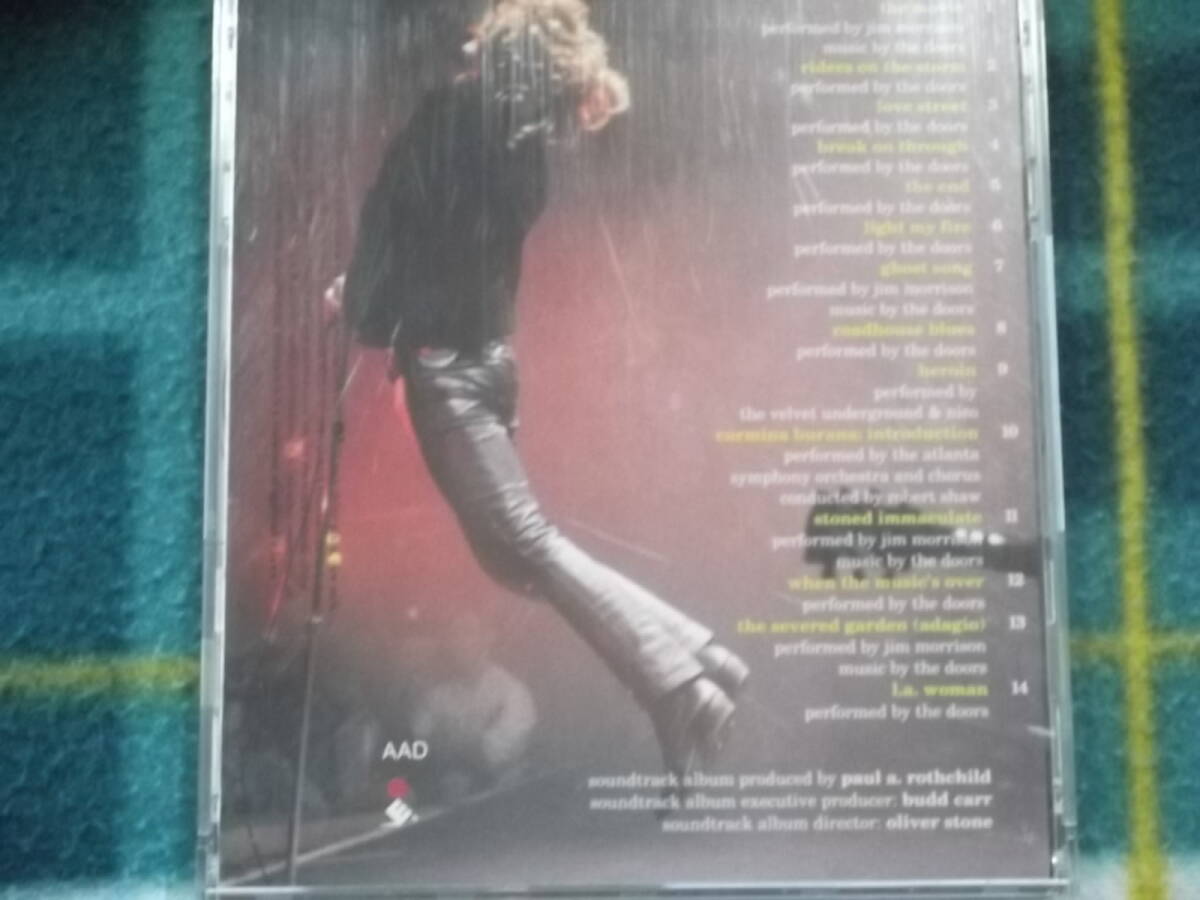 the movie
performed by jim morrison
music by the doors
riders on the storm 2
performed by the doors
love street 3
performed by the doors
break on through 4
performed by the doors
the end 5
performed by the doors
light my fire 6
performed by the doors
ghost song 7
performed by jim morrison
music by the doors
roadhouse blues 8
performed by the doors
heroin 9
performed by
the velvet underground & nico
carmina burana: introduction 10
performed by the atlanta
symphony orchestra and chorus
conducted by robert shaw
stoned immaculate 11
performed by jim morrison
music by the doors
when the music's over 12
performed by the doors
the severed garden (adagio) 13
performed by jim morrison
music by the doors
l.a. woman 14
performed by the doors
AAD
soundtrack album produced by paul a. rothchild
soundtrack album executive producer: budd carr
soundtrack album director: oliver stone